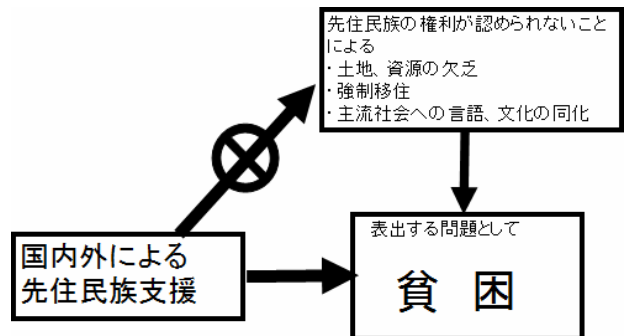 先住民族の権利が認められないこと
による
・土地、資源の欠乏
・強制移住
・主流社会への言語、文化の同化
国内外による
先住民族支援
表出する問題として
貧 困